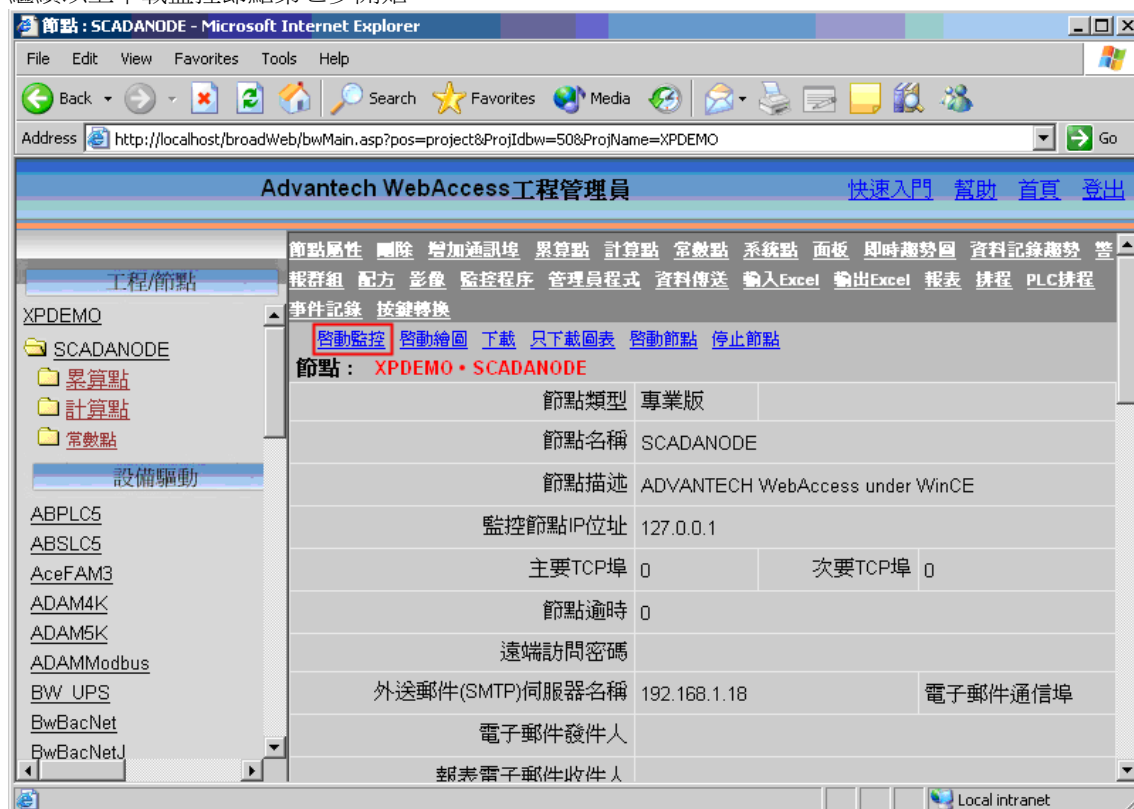 節點 : SCADANODE - Microsoft Internet Explorer
File Edit View Favorites Tools Help
Back Search Favorites Media
Address http://localhost/broadWeb/bwMain.asp?pos=project&ProjIdbw=50&ProjName=XPDEMO Go
Advantech WebAccess工程管理員 快速入門 幫助 首頁 登出
節點屬性 刪除 增加通訊埠 累算點 計算點 常數點 系統點 面板 即時趨勢圖 資料記錄趨勢 警
報群組 配方 影像 監控程序 管理員程式 資料傳送 輸入Excel 輸出Excel 報表 排程 PLC排程
事件記錄 按鍵轉換
啓動監控 啓動繪圖 下載 只下載圖表 啓動節點 停止節點
節點 : XPDEMO • SCADANODE
工程/節點
XPDEMO
SCADANODE
累算點
計算點
常數點
設備驅動
ABPLC5
ABSLC5
AceFAM3
ADAM4K
ADAM5K
ADAMModbus
BW_UPS
BwBacNet
BwBacNetJ
節點類型 專業版
節點名稱 SCADANODE
節點描述 ADVANTECH WebAccess under WinCE
監控節點IP位址 127.0.0.1
主要TCP埠 0 次要TCP埠 0
節點逾時 0
遠端訪問密碼
外送郵件(SMTP)伺服器名稱 192.168.1.18 電子郵件通信埠
電子郵件發件人
報表電子郵件收件人
Local intranet